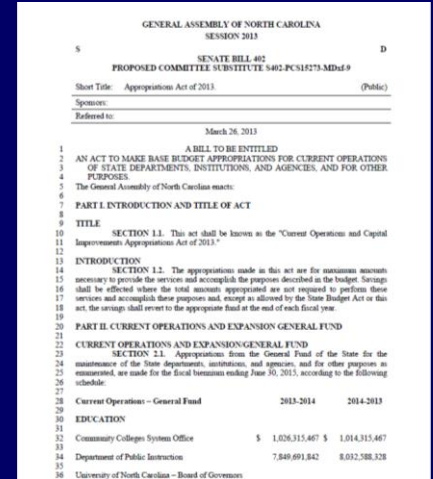 GENERAL ASSEMBLY OF NORTH CAROLINA
SESSION 2013
S D
SENATE BILL 402
PROPOSED COMMITTEE SUBSTITUTE S402-PCS15273-MDxf-9
Short Title: Appropriations Act of 2013. (Public)
Sponsors:
Referred to:
March 26, 2013
1 A BILL TO BE ENTITLED
2 AN ACT TO MAKE BASE BUDGET APPROPRIATIONS FOR CURRENT OPERATIONS
3 OF STATE DEPARTMENTS, INSTITUTIONS, AND AGENCIES, AND FOR OTHER
4 PURPOSES.
5 The General Assembly of North Carolina enacts:
6
7 PART I. INTRODUCTION AND TITLE OF ACT
8
9 TITLE
10 SECTION 1.1. This act shall be known as the "Current Operations and Capital
11 Improvements Appropriations Act of 2013."
12
13 INTRODUCTION
14 SECTION 1.2. The appropriations made in this act are for maximum amounts
15 necessary to provide the services and accomplish the purposes described in the budget. Savings
16 shall be effected where the total amounts appropriated are not required to perform these
17 services and accomplish these purposes and, except as allowed by the State Budget Act or this
18 act, the savings shall revert to the appropriate fund at the end of each fiscal year.
19
20 PART II. CURRENT OPERATIONS AND EXPANSION GENERAL FUND
21
22 CURRENT OPERATIONS AND EXPANSION/GENERAL FUND
23 SECTION 2.1. Appropriations from the General Fund of the State for the
24 maintenance of the State departments, institutions, and agencies, and for other purposes as
25 enumerated, are made for the fiscal biennium ending June 30, 2015, according to the following
26 schedule:
27
28 Current Operations – General Fund 2013-2014 2014-2015
29
30 EDUCATION
31
32 Community Colleges System Office $ 1,026,315,467 $ 1,014,315,467
33
34 Department of Public Instruction 7,849,691,842 8,032,588,328
35
36 University of North Carolina – Board of Governors